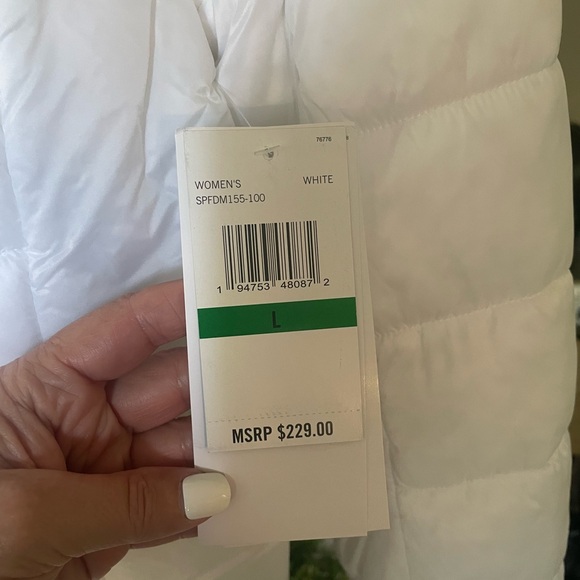 76776
WOMEN'S WHITE
SPFDM155-100
1 94753 48087 2
L
MSRP $229.00